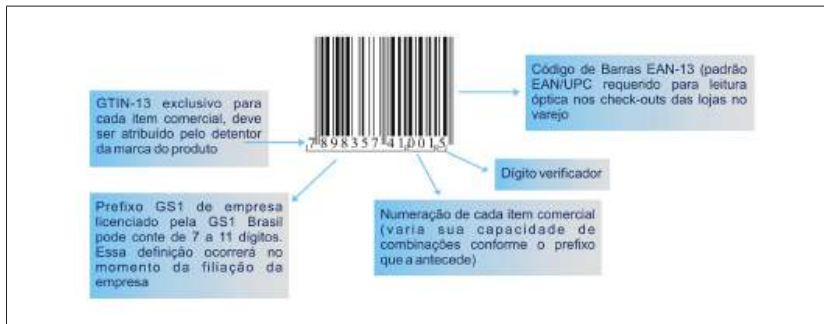 GTIN-13 exclusivo para
cada item comercial, deve
ser atribuído pelo detentor
da marca do produto
Código de Barras EAN-13 (padrão
EAN/UPC requerido para leitura
óptica nos check-outs das lojas no
varejo
7898357410015
Dígito verificador
Prefixo GS1 de empresa
licenciado pela GS1 Brasil
pode conte de 7 a 11 dígitos.
Essa definição ocorrerá no
momento da filiação da
empresa
Numeração de cada item comercial
(varia sua capacidade de
combinações conforme o prefixo
que a antecede)